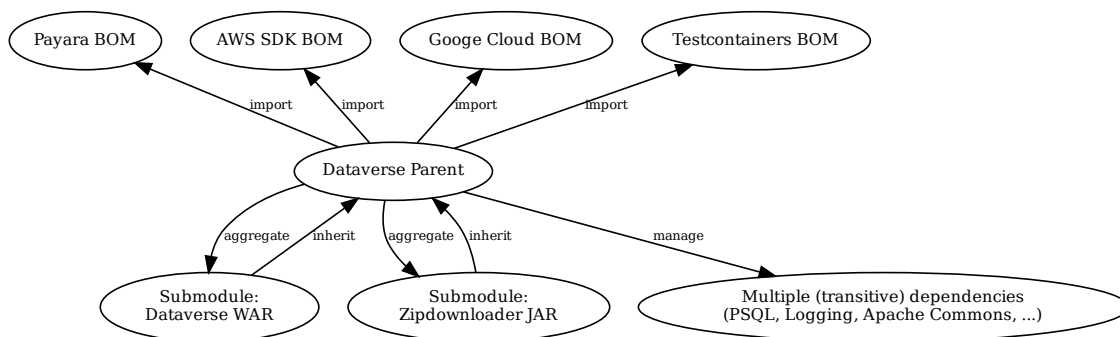 Payara BOM
AWS SDK BOM
Googe Cloud BOM
Testcontainers BOM
import
import
import
import
Dataverse Parent
aggregate
inherit
aggregate
inherit
manage
Submodule:
Dataverse WAR
Submodule:
Zipdownloader JAR
Multiple (transitive) dependencies
(PSQL, Logging, Apache Commons, ...)